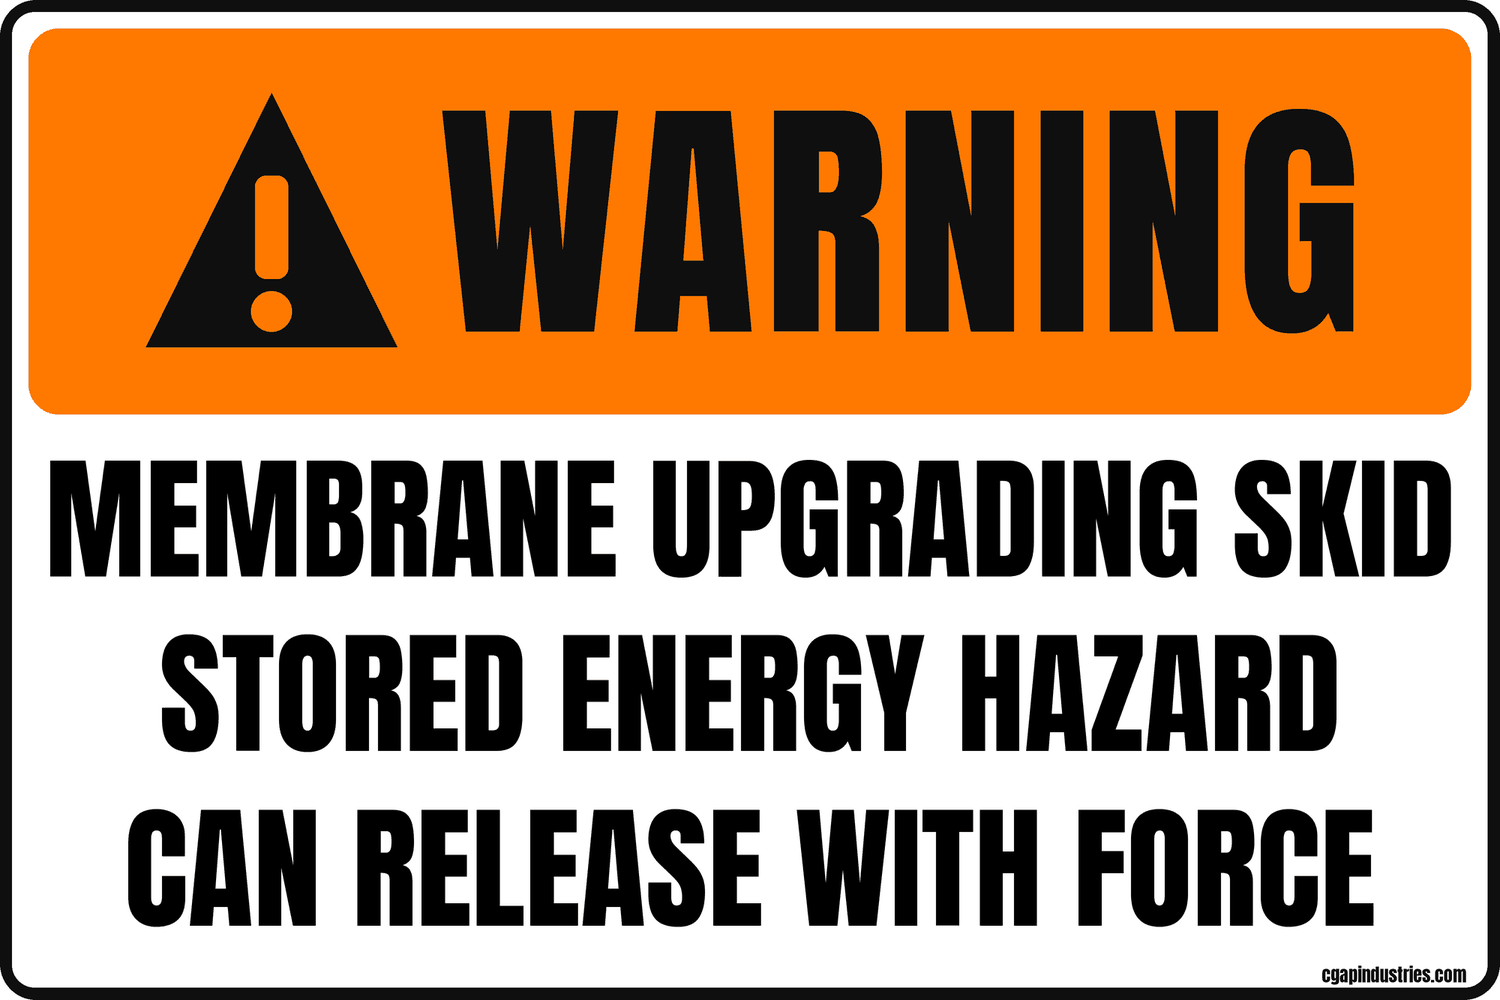 WARNING
MEMBRANE UPGRADING SKID
STORED ENERGY HAZARD
CAN RELEASE WITH FORCE
cgapindustries.com